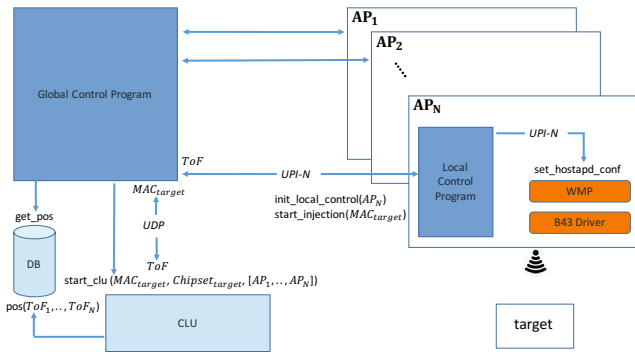 AP1
AP2
APN
Global Control Program
ToF
UPI-N
UPI-N
Local
Control
Program
set_hostapd_conf
WMP
B43 Driver
MACtarget
init_local_control(APN)
start_injection(MACtarget)
get_pos
UDP
DB
ToF
start_clu (MACtarget, Chipsettarget, [AP1,.., APN])
pos(ToF1,.., ToFN)
CLU
target